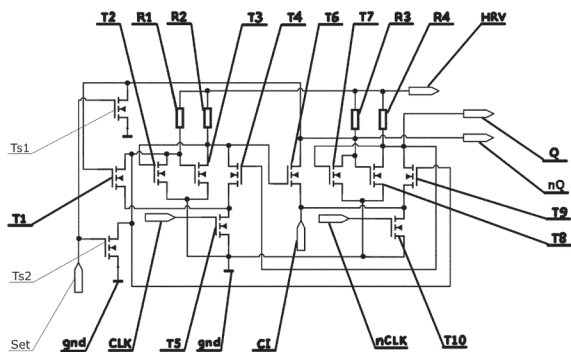 T2 R1 R2 T3 T4 T6 T7 R3 R4 HRV
Q
Ts1
nQ
T1
T9
T8
Ts2
Set gnd CLK T5 gnd CI nCLK T10